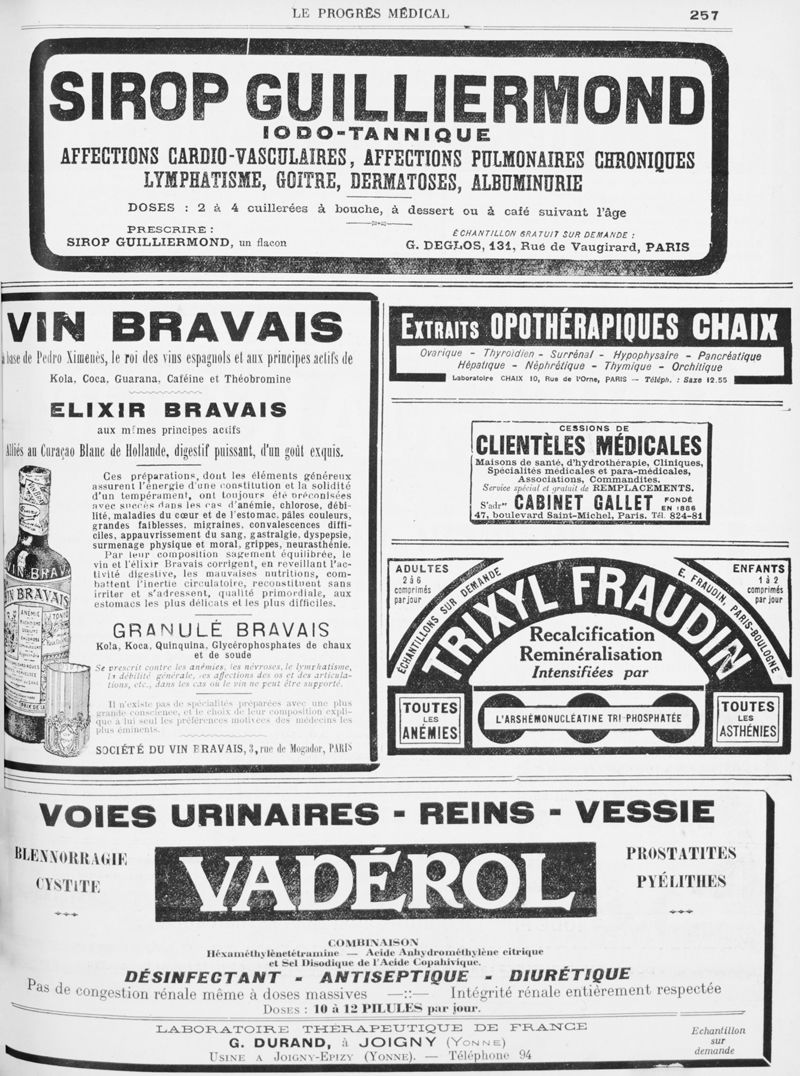 LE PROGRÈS MÉDICAL
257
SIROP GUILLIERMOND
IODO-TANNIQUE
AFFECTIONS CARDIO-VASCULAIRES, AFFECTIONS PULMONAIRES CHRONIQUES
LYMPHATISME, GOITRE, DERMATOSES, ALBUMINURIE
DOSES : 2 à 4 cuillerées à bouche, à dessert ou à café suivant l'âge
PRESCRIRE :
SIROP GUILLIERMOND, un flacon
ÉCHANTILLON GRATUIT SUR DEMANDE :
G. DEGLOS, 131, Rue de Vaugirard, PARIS
VIN BRAVAIS
à base de Pedro Ximenès, le roi des vins espagnols et aux principes actifs de
Kola, Coca, Guarana, Caféine et Théobromine
ELIXIR BRAVAIS
aux mêmes principes actifs
Alliés au Curaçao Blanc de Hollande, digestif puissant, d'un goût exquis.
Ces préparations, dont les éléments généreux
assurent l'énergie d'une constitution et la solidité
d'un tempérament, ont toujours été préconisées
avec succès dans les cas d'anémie, chlorose, débi-
lité, maladies du cœur et de l'estomac, pâles couleurs,
grandes faiblesses, migraines, convalescences diffi-
ciles, appauvrissement du sang, gastralgie, dyspepsie,
surmenage physique et moral, grippes, neurasthénie.
Par leur composition sagement équilibrée, le
vin et l'élixir Bravais corrigent, en reveillant l'ac-
tivité digestive, les mauvaises nutritions, com-
battent l'inertie circulatoire, reconstituent sans
irriter et s'adressent, qualité primordiale, aux
estomacs les plus délicats et les plus difficiles.
VIN BRAVAIS
ANÉMIE
GRANULÉ BRAVAIS
Kola, Koca, Quinquina, Glycérophosphates de chaux
et de soude
Se prescrit contre les anémies, les névroses, le lymphatisme,
la débilité générale, les affections des os et des articula-
tions, etc., dans les cas où le vin ne peut être supporté.
Il n'existe pas de spécialités préparées avec une plus
grande conscience, et le choix de leur composition expli-
que à lui seul les préférences motivées des médecins les
plus éminents.
SOCIÉTÉ DU VIN BRAVAIS, 3, rue de Mogador, PARIS
EXTRAITS OPOTHÉRAPIQUES CHAIX
Ovarique - Thyroïdien - Surrénal - Hypophysaire - Pancréatique
Hépatique - Néphrétique - Thymique - Orchitique
Laboratoire CHAIX 10, Rue de l'Orne, PARIS — Téléph. : Saxe 12.55
CESSIONS DE
CLIENTÈLES MÉDICALES
Maisons de santé, d'hydrothérapie, Cliniques,
Spécialités médicales et para-médicales,
Associations, Commandites.
Service spécial et gratuit de REMPLACEMENTS.
S'adr CABINET GALLET FONDÉ EN 1886
47, boulevard Saint-Michel, Paris. Tél. 824-81
ADULTES
2 à 6
comprimés
par jour
ENFANTS
1 à 2
comprimés
par jour
ÉCHANTILLONS SUR DEMANDE
E. FRAUDIN, PARIS-BOULOGNE
TRIXYL FRAUDIN
Recalcification
Reminéralisation
Intensifiées par
L'ARSHÉMONUCLÉATINE TRI-PHOSPHATÉE
TOUTES
LES
ANÉMIES
TOUTES
LES
ASTHÉNIES
VOIES URINAIRES - REINS - VESSIE
BLENNORRAGIE
CYSTITE
VADÉROL
PROSTATITES
PYÉLITHES
COMBINAISON
Héxaméthylènetétramine — Acide Anhydrométhylène citrique
et Sel Disodique de l'Acide Copahivique.
DÉSINFECTANT - ANTISEPTIQUE - DIURÉTIQUE
Pas de congestion rénale même à doses massives —::— Intégrité rénale entièrement respectée
DOSES : 10 à 12 PILULES par jour.
LABORATOIRE THÉRAPEUTIQUE DE FRANCE
G. DURAND, à JOIGNY (YONNE)
USINE A JOIGNY-EPIZY (YONNE). — Téléphone 94
Echantillon
sur
demande